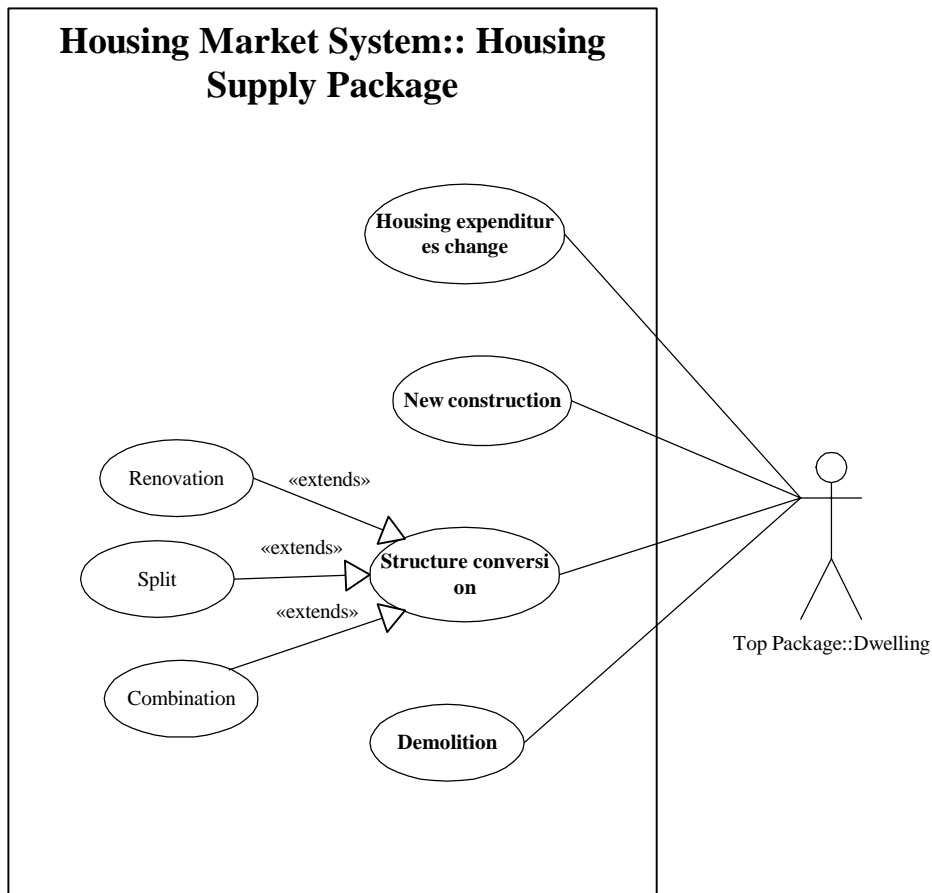 Housing Market System:: Housing
Supply Package
Housing expenditur
es change
New construction
Renovation
«extends»
«extends»
Split
Structure conversi
on
«extends»
Combination
Demolition
Top Package::Dwelling